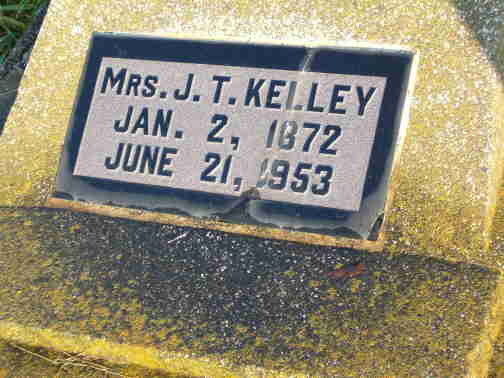 MRS. J. T. KELLEY
JAN. 2, 1872
JUNE 21, 1953